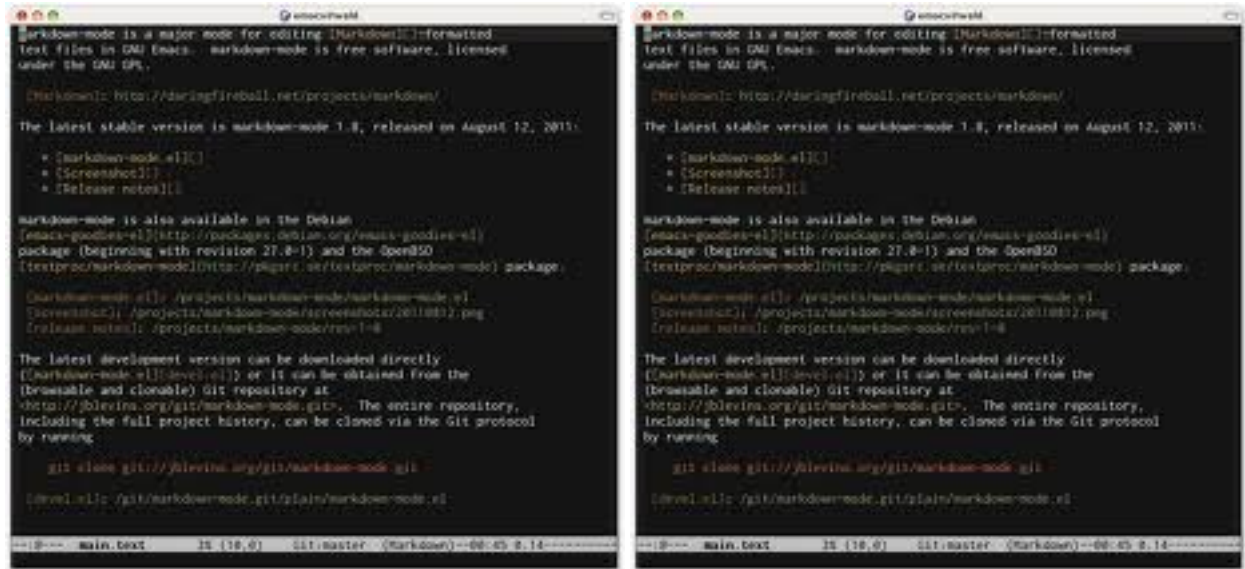 markdown-mode is a major mode for editing [Markdown][]-formatted
text files in GNU Emacs.  markdown-mode is free software, licensed
under the GNU GPL.
[Markdown]: http://daringfireball.net/projects/markdown/
The latest stable version is markdown-mode 1.8, released on August 12, 2011:
* [markdown-mode.el][]
* [Screenshot][]
* [Release notes][]
markdown-mode is also available in the Debian
[emacs-goodies-el](http://packages.debian.org/emacs-goodies-el)
package (beginning with revision 27.0-1) and the OpenBSD
[textproc/markdown-mode](http://pkgsrc.se/textproc/markdown-mode) package.
[markdown-mode.el]: /projects/markdown-mode/markdown-mode.el
[screenshot]: /projects/markdown-mode/screenshots/20110812.png
[release notes]: /projects/markdown-mode/rev-1-8
The latest development version can be downloaded directly
([markdown-mode.el][devel.el]) or it can be obtained from the
(browsable and clonable) Git repository at
<http://jblevins.org/git/markdown-mode.git>.  The entire repository,
including the full project history, can be cloned via the Git protocol
by running
git clone git://jblevins.org/git/markdown-mode.git
[devel.el]: /git/markdown-mode.git/plain/markdown-mode.el
main.text 2% (10,0) Git:master (Markdown)--00:45 0.14
markdown-mode is a major mode for editing [Markdown][]-formatted
text files in GNU Emacs.  markdown-mode is free software, licensed
under the GNU GPL.
[Markdown]: http://daringfireball.net/projects/markdown/
The latest stable version is markdown-mode 1.8, released on August 12, 2011:
* [markdown-mode.el][]
* [Screenshot][]
* [Release notes][]
markdown-mode is also available in the Debian
[emacs-goodies-el](http://packages.debian.org/emacs-goodies-el)
package (beginning with revision 27.0-1) and the OpenBSD
[textproc/markdown-mode](http://pkgsrc.se/textproc/markdown-mode) package.
[markdown-mode.el]: /projects/markdown-mode/markdown-mode.el
[screenshot]: /projects/markdown-mode/screenshots/20110812.png
[release notes]: /projects/markdown-mode/rev-1-8
The latest development version can be downloaded directly
([markdown-mode.el][devel.el]) or it can be obtained from the
(browsable and clonable) Git repository at
<http://jblevins.org/git/markdown-mode.git>.  The entire repository,
including the full project history, can be cloned via the Git protocol
by running
git clone git://jblevins.org/git/markdown-mode.git
[devel.el]: /git/markdown-mode.git/plain/markdown-mode.el
main.text 2% (10,0) Git:master (Markdown)--00:45 0.14